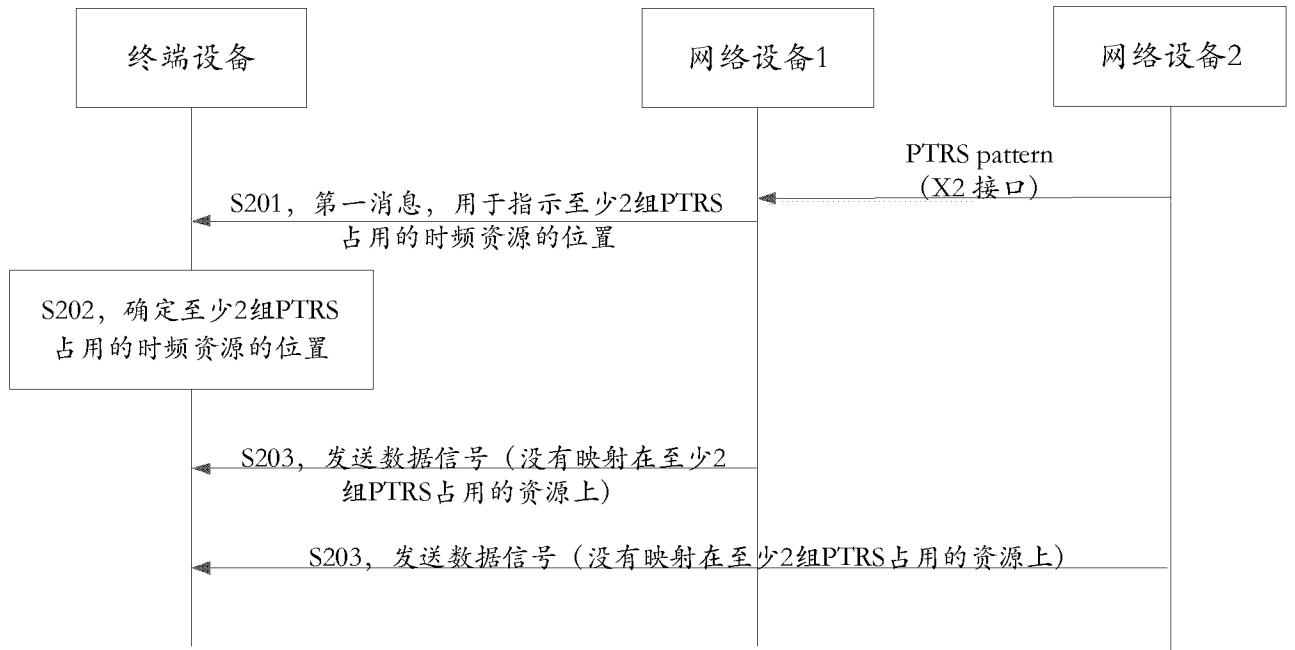 终端设备
网络设备1
网络设备2
PTRS pattern
（X2 接口）
S201，第一消息，用于指示至少2组PTRS
占用的时频资源的位置
S202，确定至少2组PTRS
占用的时频资源的位置
S203，发送数据信号（没有映射在至少2
组PTRS占用的资源上）
S203，发送数据信号（没有映射在至少2组PTRS占用的资源上）